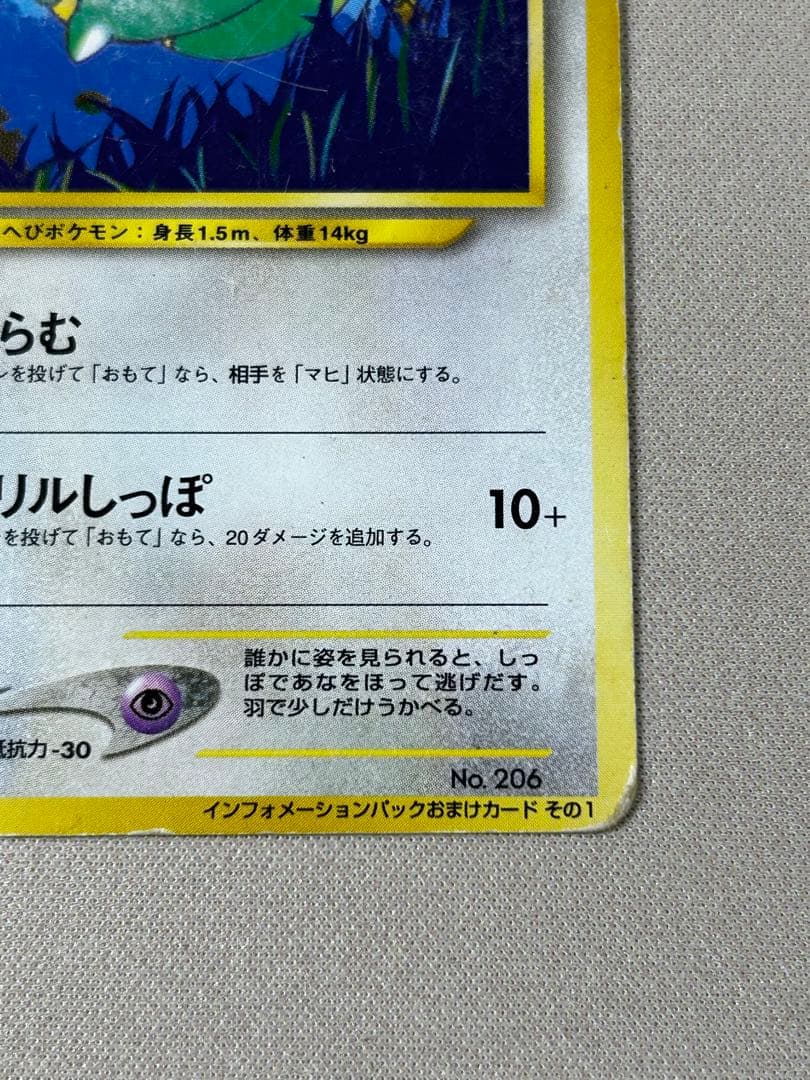 へびポケモン：身長1.5m、体重14kg
らむ
を投げて「おもて」なら、相手を「マヒ」状態にする。
リルしっぽ
10+
を投げて「おもて」なら、20ダメージを追加する。
誰かに姿を見られると、しっ
ぽであなをほって逃げだす。
羽で少しだけうかべる。
抗力-30
No. 206
インフォメーションパックおまけカード その1